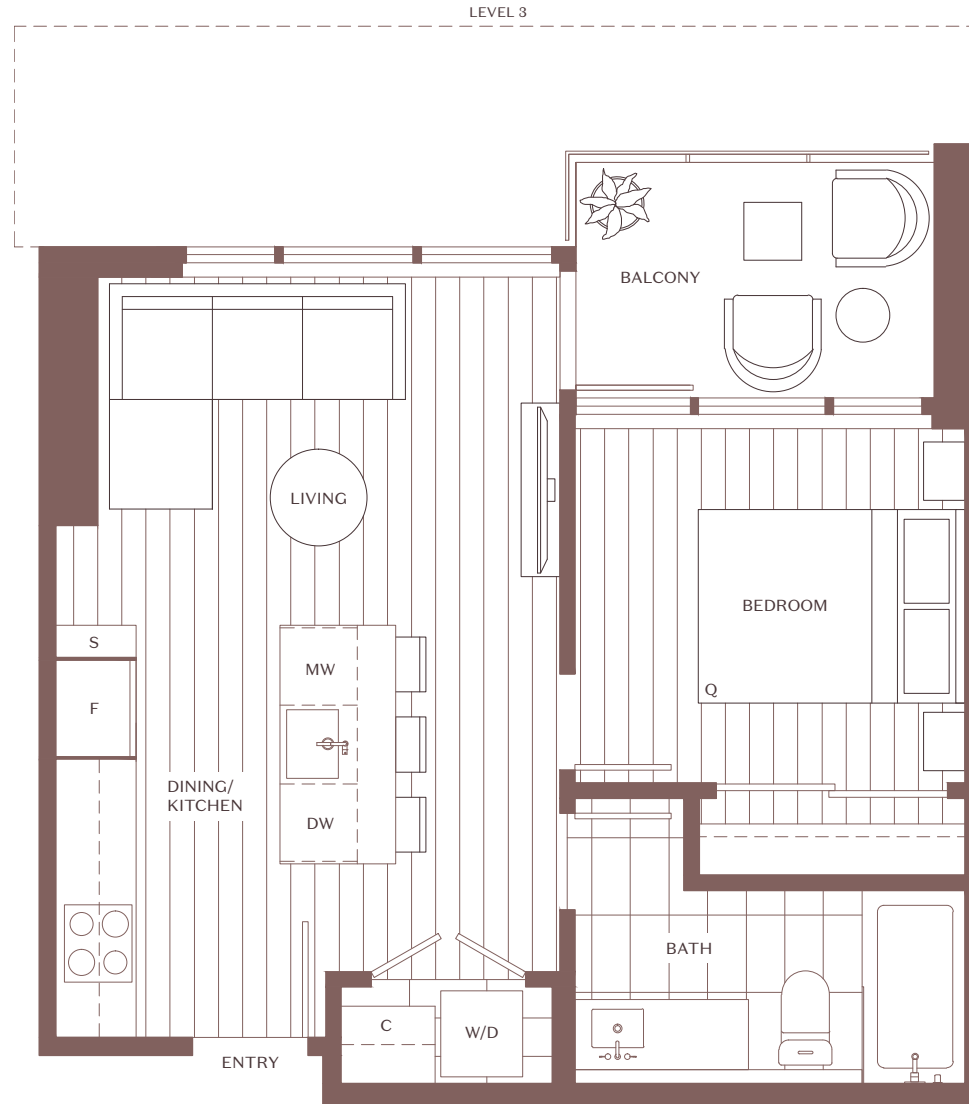 LEVEL 3
BALCONY
LIVING
BEDROOM
S
MW
F
Q
DINING/
KITCHEN
DW
BATH
C
W/D
ENTRY